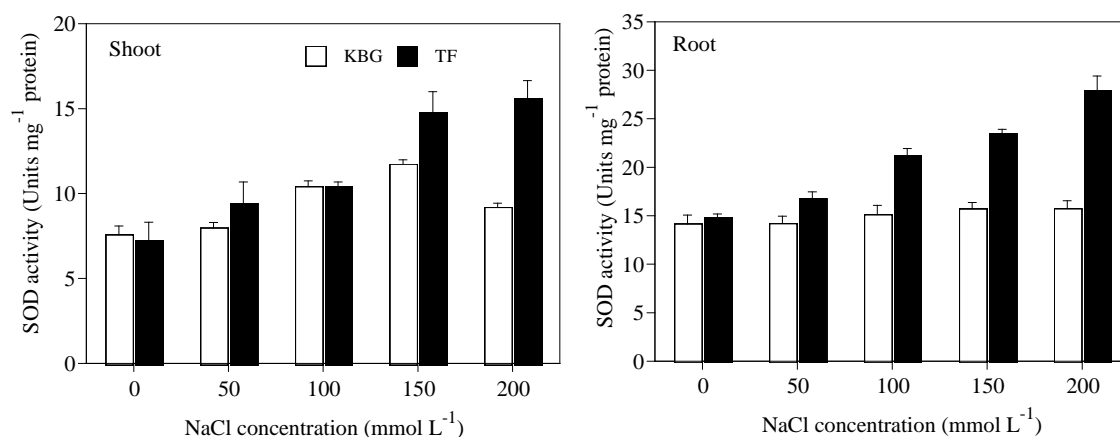 Shoot
KBG TF
SOD activity (Units mg-1 protein)
20
15
10
5
0
0 50 100 150 200
NaCl concentration (mmol L-1)
Root
SOD activity (Units mg-1 protein)
35
30
25
20
15
10
5
0
0 50 100 150 200
NaCl concentration (mmol L-1)